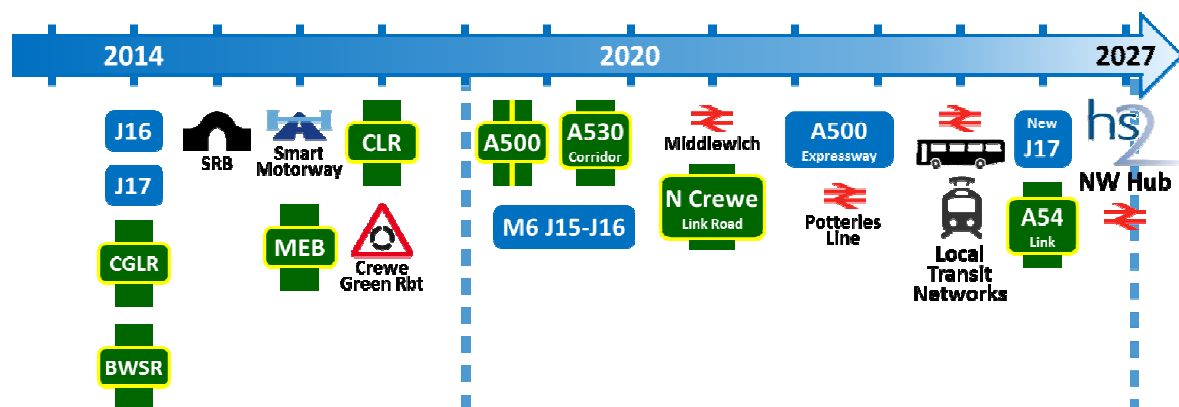 2014
2020
2027
J16
J17
CGLR
BWSR
SRB
Smart
Motorway
MEB
CLR
Crewe
Green Rbt
A500
A530
Corridor
M6 J15-J16
Middlewich
N Crewe
Link Road
A500
Expressway
Potteries
Line
Local
Transit
Networks
New
J17
A54
Link
hs2
NW Hub